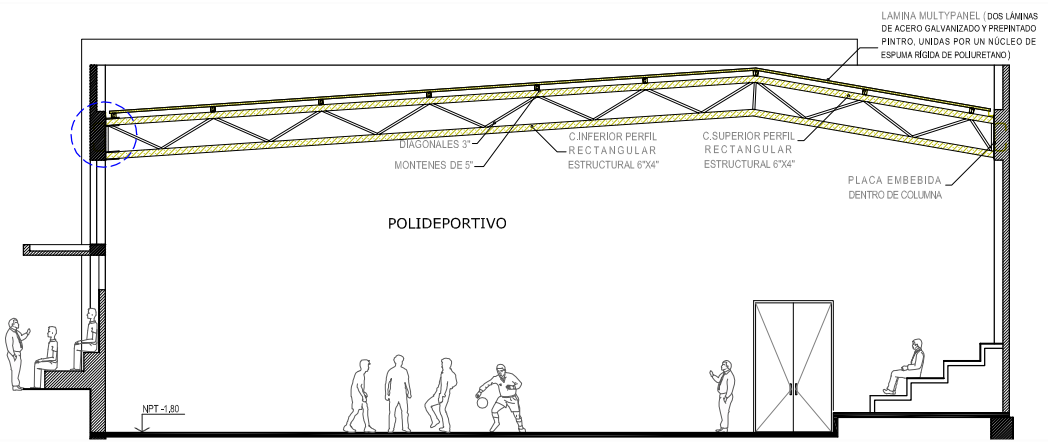 LAMINA MULTYPANEL ( DOS LÁMINAS
DE ACERO GALVANIZADO Y PREPINTADO
PINTRO, UNIDAS POR UN NÚCLEO DE
ESPUMA RÍGIDA DE POLIURETANO )
DIAGONALES 3"
MONTENES DE 5"
C.INFERIOR PERFIL
RECTANGULAR
ESTRUCTURAL 6"X4"
C.SUPERIOR PERFIL
RECTANGULAR
ESTRUCTURAL 6"X4"
PLACA EMBEBIDA
DENTRO DE COLUMNA
POLIDEPORTIVO
NPT -1,80